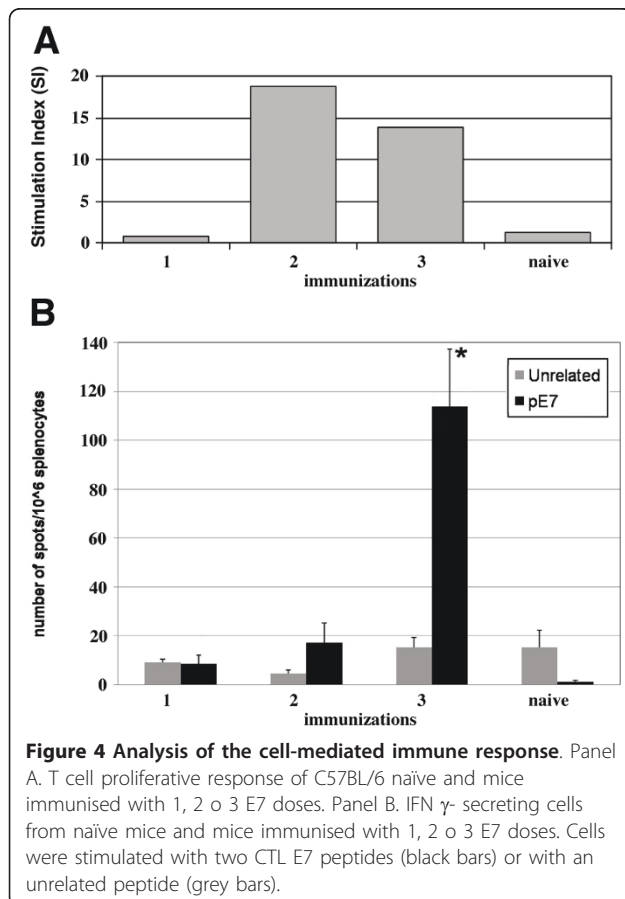 A
Stimulation Index (SI)
20
15
10
5
0
1 2 3 naive
immunizations
B
number of spots/10^6 splenocytes
140
120
100
80
60
40
20
0
*
Unrelated
pE7
1 2 3 naive
immunizations
Figure 4 Analysis of the cell-mediated immune response. Panel
A. T cell proliferative response of C57BL/6 naïve and mice
immunised with 1, 2 o 3 E7 doses. Panel B. IFN γ- secreting cells
from naïve mice and mice immunised with 1, 2 o 3 E7 doses. Cells
were stimulated with two CTL E7 peptides (black bars) or with an
unrelated peptide (grey bars).